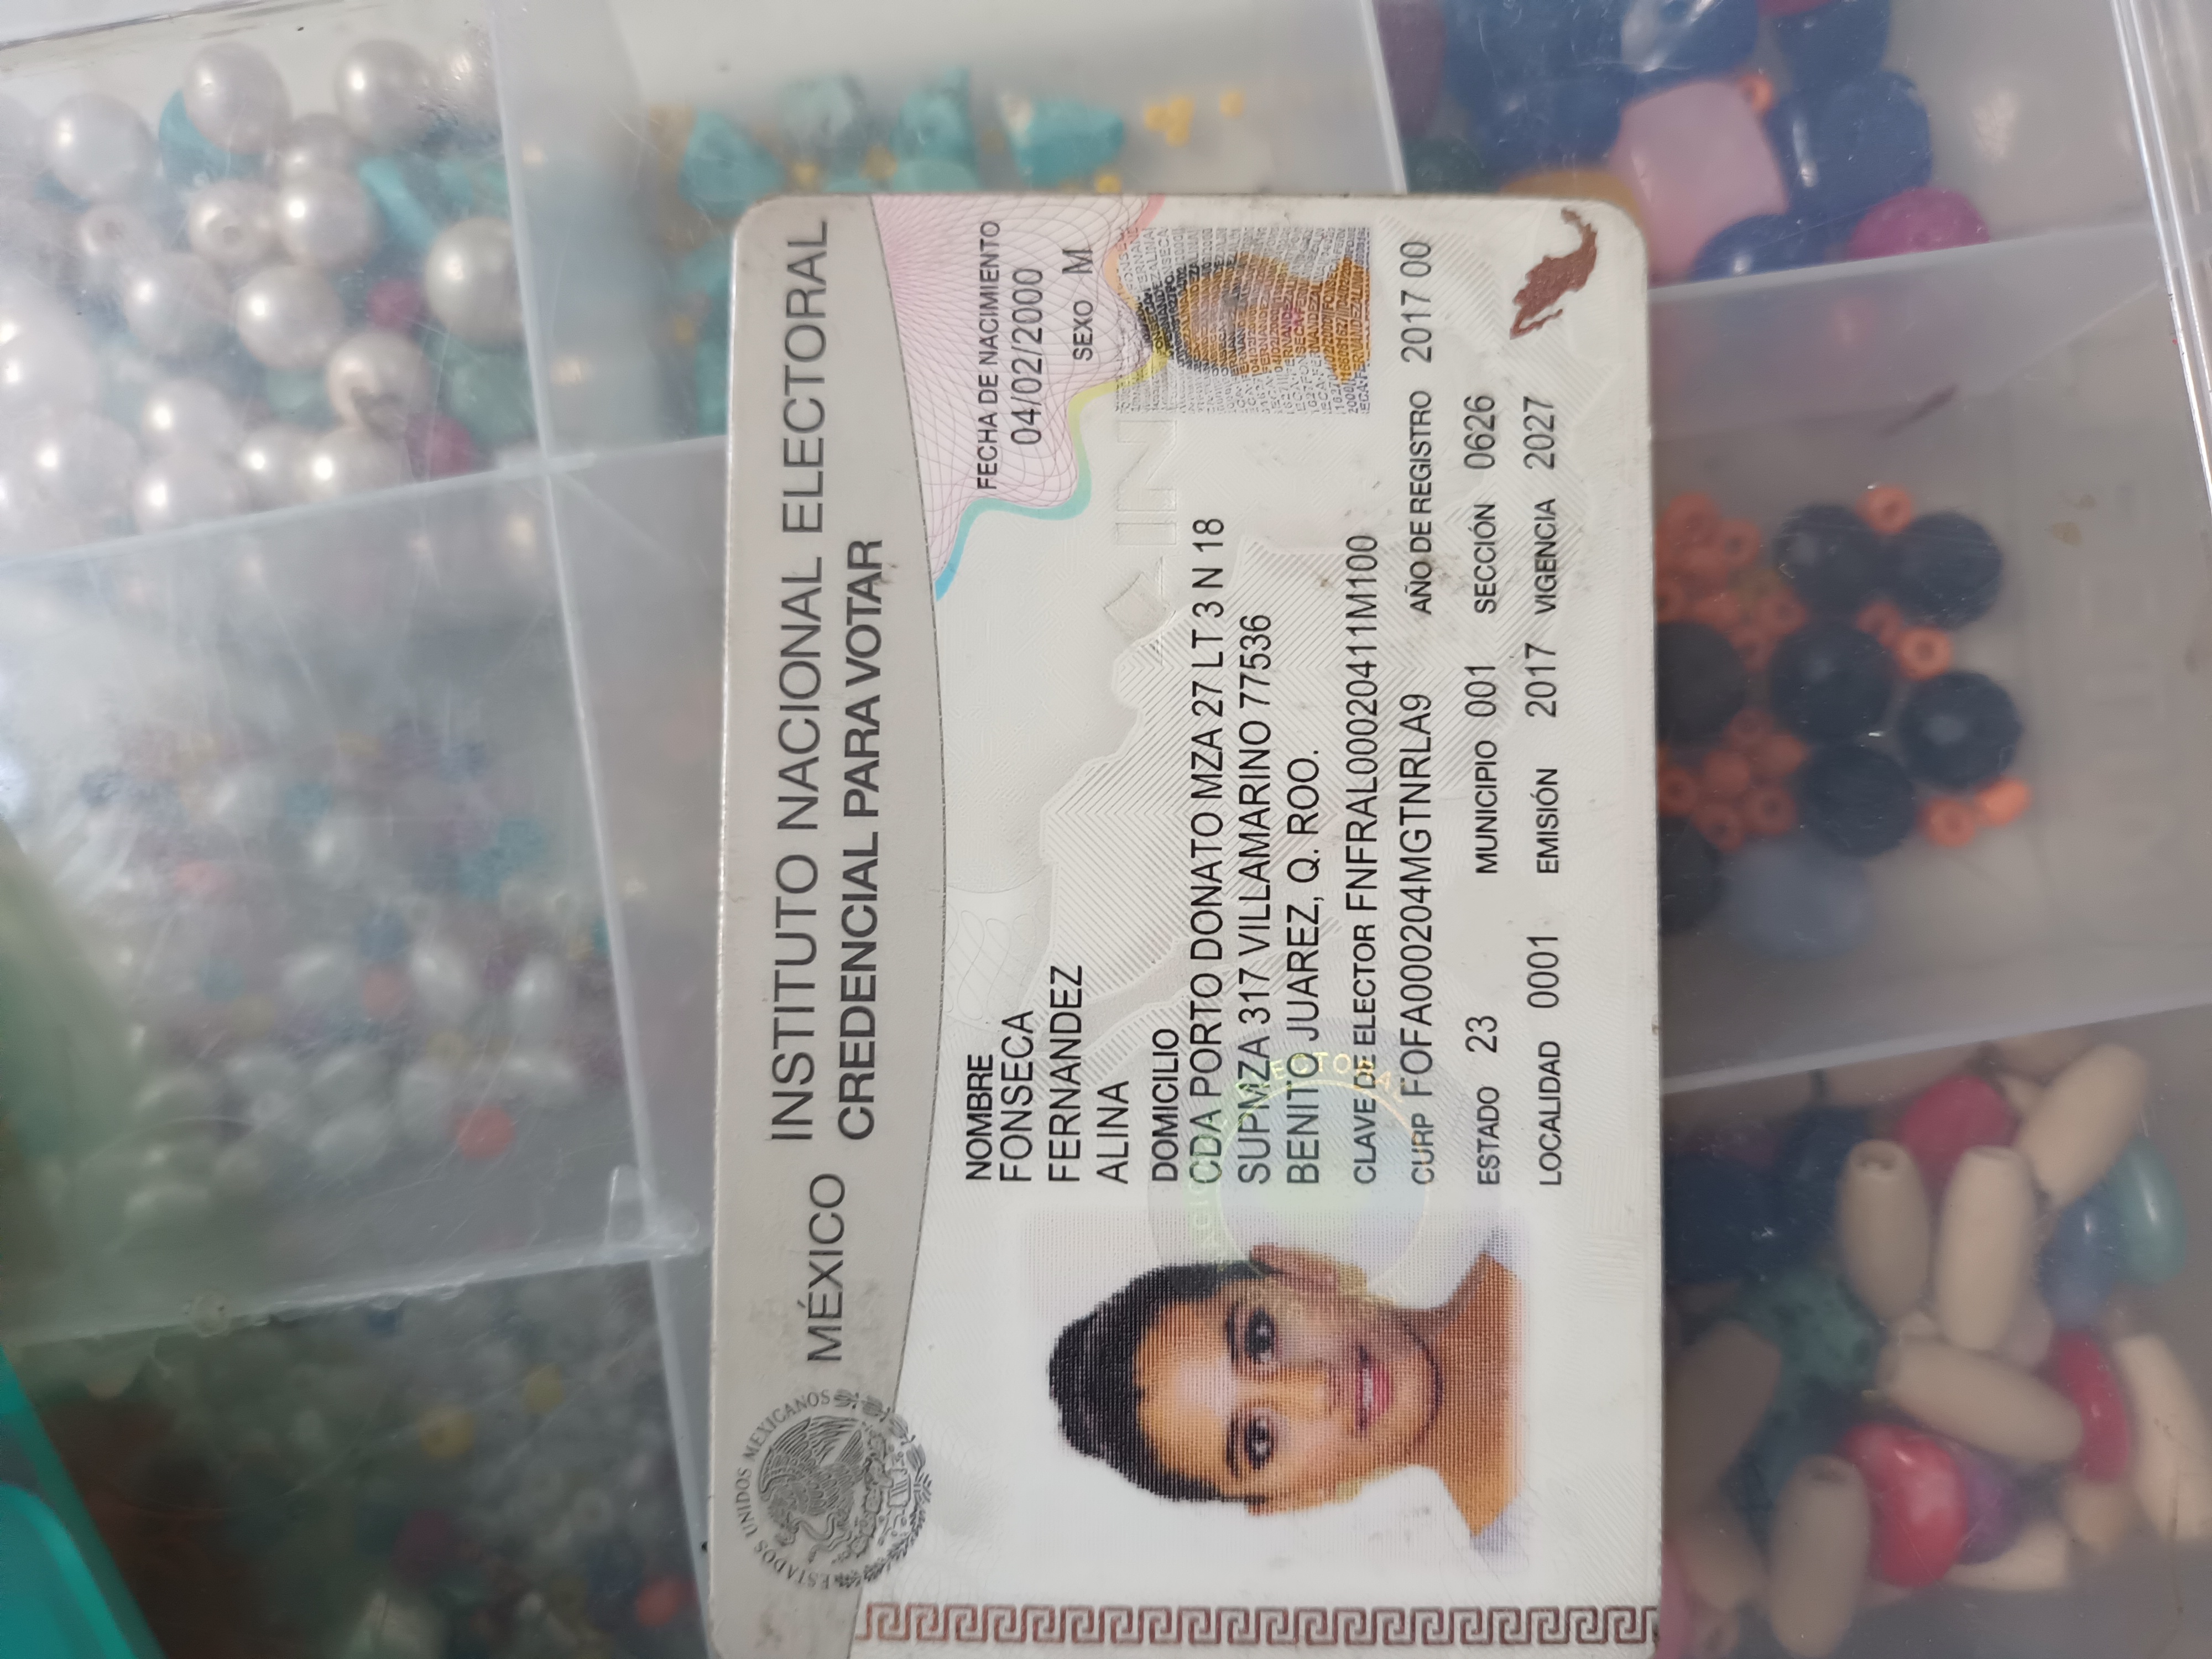 MÉXICO INSTITUTO NACIONAL ELECTORAL
CREDENCIAL PARA VOTAR
ESTADOS UNIDOS MEXICANOS
NOMBRE
FONSECA
FERNANDEZ
ALINA
FECHA DE NACIMIENTO
04/02/2000
SEXO M
DOMICILIO
CDA PORTO DONATO MZA 27 LT 3 N 18
SUPMZA 317 VILLAMARINO 77536
BENITO JUAREZ, Q. ROO.
CLAVE DE ELECTOR FNFRAL00020411M100
CURP FOFA000204MGTNRLA9
AÑO DE REGISTRO 2017 00
ESTADO 23
MUNICIPIO 001
SECCIÓN 0626
LOCALIDAD 0001
EMISIÓN 2017
VIGENCIA 2027